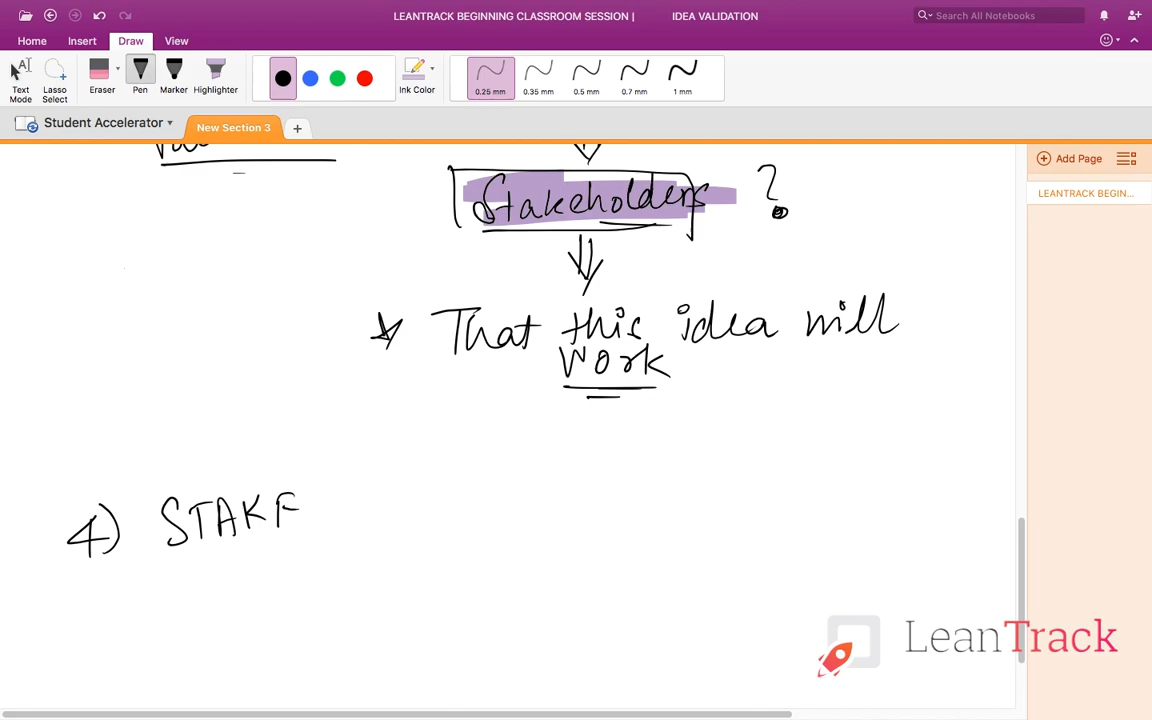 LEANTRACK BEGINNING CLASSROOM SESSION | IDEA VALIDATION
Search All Notebooks
Home Insert Draw View
Text Mode
Lasso Select
Eraser
Pen
Marker
Highlighter
Ink Color
0.25 mm 0.35 mm 0.5 mm 0.7 mm 1 mm
Student Accelerator
New Section 3
Add Page
LEANTRACK BEGIN...
Stakeholders ?
That this idea will
Work
4) STAKF
LeanTrack